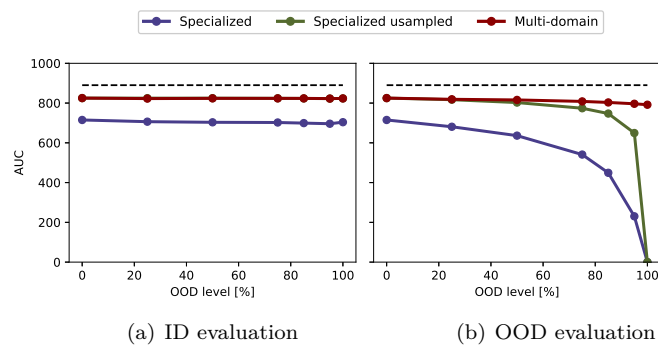 Specialized Specialized usampled Multi-domain
1000
800
600
400
200
0
AUC
0 20 40 60 80 100
OOD level [%]
0 20 40 60 80 100
OOD level [%]
(a) ID evaluation
(b) OOD evaluation